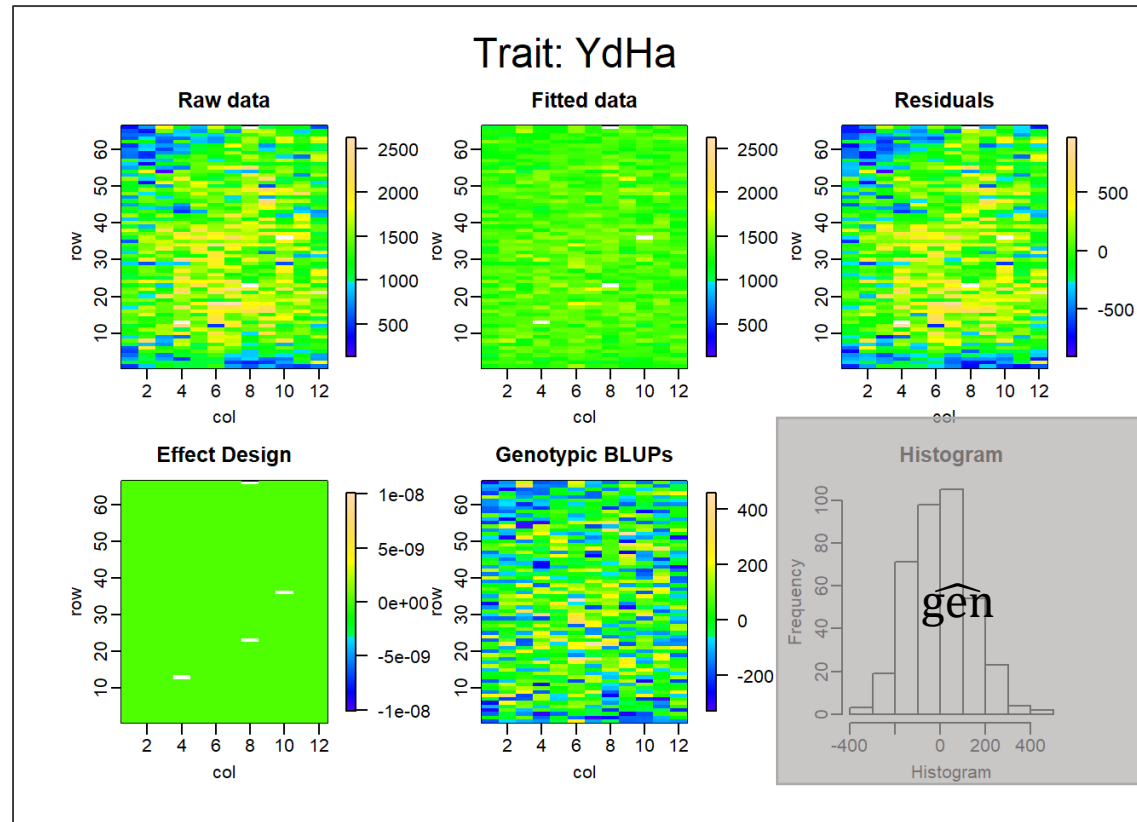 Trait: YdHa
Raw data
Fitted data
Residuals
60
50
40
30
20
10
row
2 4 6 8 10 12
col
2500
2000
1500
1000
500
60
50
40
30
20
10
row
2 4 6 8 10 12
col
2500
2000
1500
1000
500
60
50
40
30
20
10
row
2 4 6 8 10 12
col
500
0
-500
Effect Design
Genotypic BLUPs
Histogram
60
50
40
30
20
10
row
2 4 6 8 10 12
col
1e-08
5e-09
0e+00
-5e-09
-1e-08
60
50
40
30
20
10
row
2 4 6 8 10 12
col
400
200
0
-200
100
80
60
40
20
0
Frequency
gen̂
-400 0 200 400
Histogram